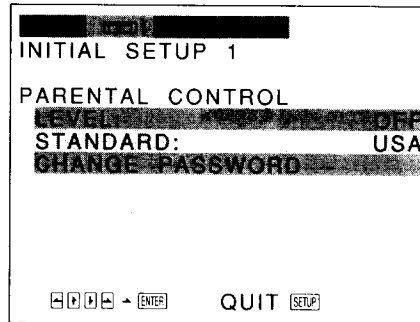 INITIAL SETUP 1
PARENTAL CONTROL
LEVEL: OFF
STANDARD: USA
CHANGE PASSWORD
ENTER QUIT SETUP